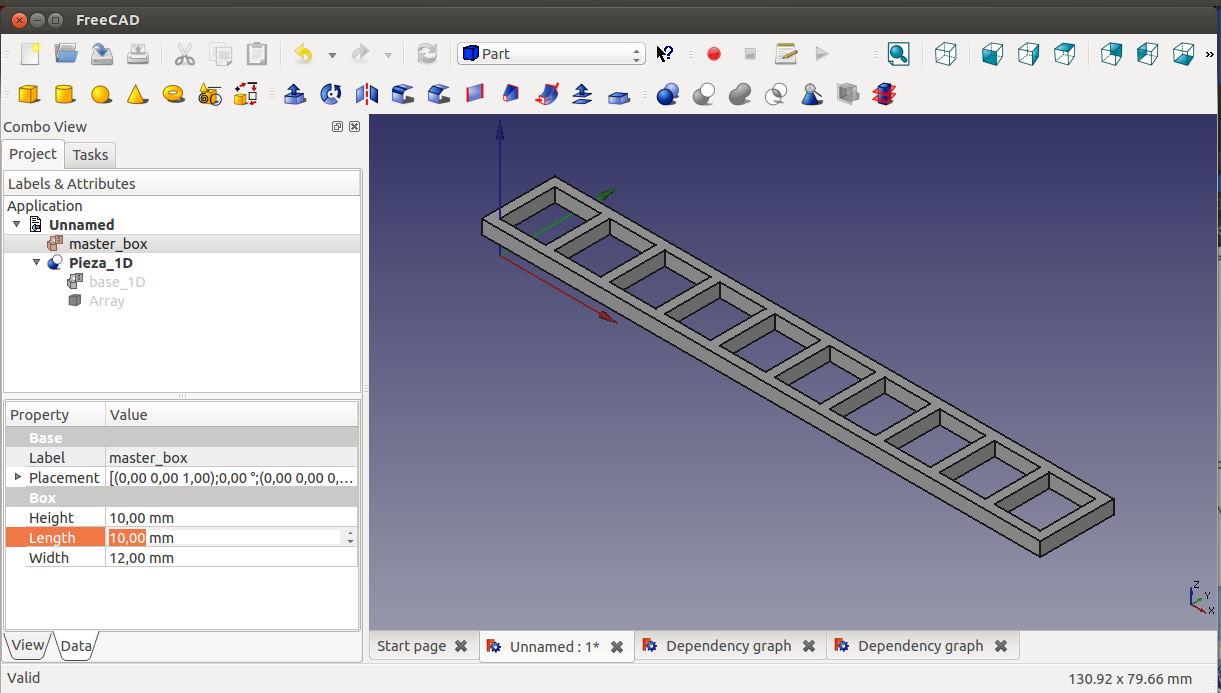 FreeCAD
Part
»
Combo View
Project
Tasks
Labels & Attributes
Application
Unnamed
master_box
Pieza_1D
base_1D
Array
Property
Value
Base
Label
master_box
Placement
[(0,00 0,00 1,00);0,00 °;(0,00 0,00 0,...
Box
Height
10,00 mm
Length
10,00 mm
Width
12,00 mm
View
Data
Z
Y
X
Start page
Unnamed : 1*
Dependency graph
Dependency graph
Valid
130.92 x 79.66 mm